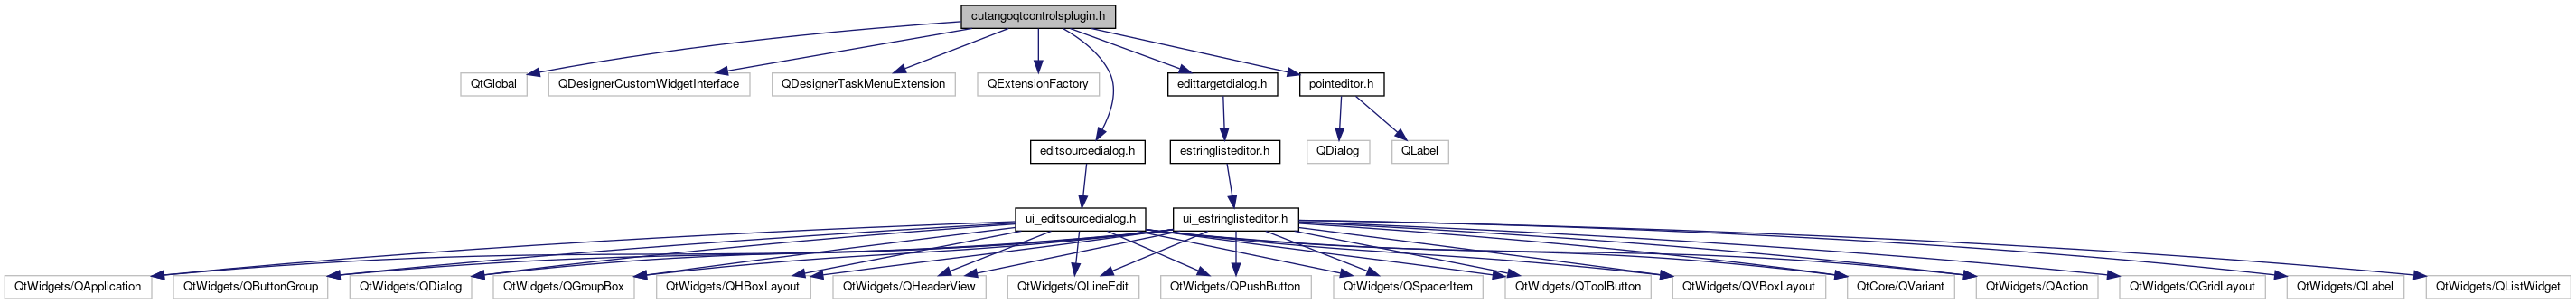 cutangoqtcontrolsplugin.h
QtGlobal
QDesignerCustomWidgetInterface
QDesignerTaskMenuExtension
QExtensionFactory
edittargetdialog.h
pointeditor.h
editsourcedialog.h
estringlisteditor.h
QDialog
QLabel
ui_editsourcedialog.h
ui_estringlisteditor.h
QtWidgets/QApplication
QtWidgets/QButtonGroup
QtWidgets/QDialog
QtWidgets/QGroupBox
QtWidgets/QHBoxLayout
QtWidgets/QHeaderView
QtWidgets/QLineEdit
QtWidgets/QPushButton
QtWidgets/QSpacerItem
QtWidgets/QToolButton
QtWidgets/QVBoxLayout
QtCore/QVariant
QtWidgets/QAction
QtWidgets/QGridLayout
QtWidgets/QLabel
QtWidgets/QListWidget